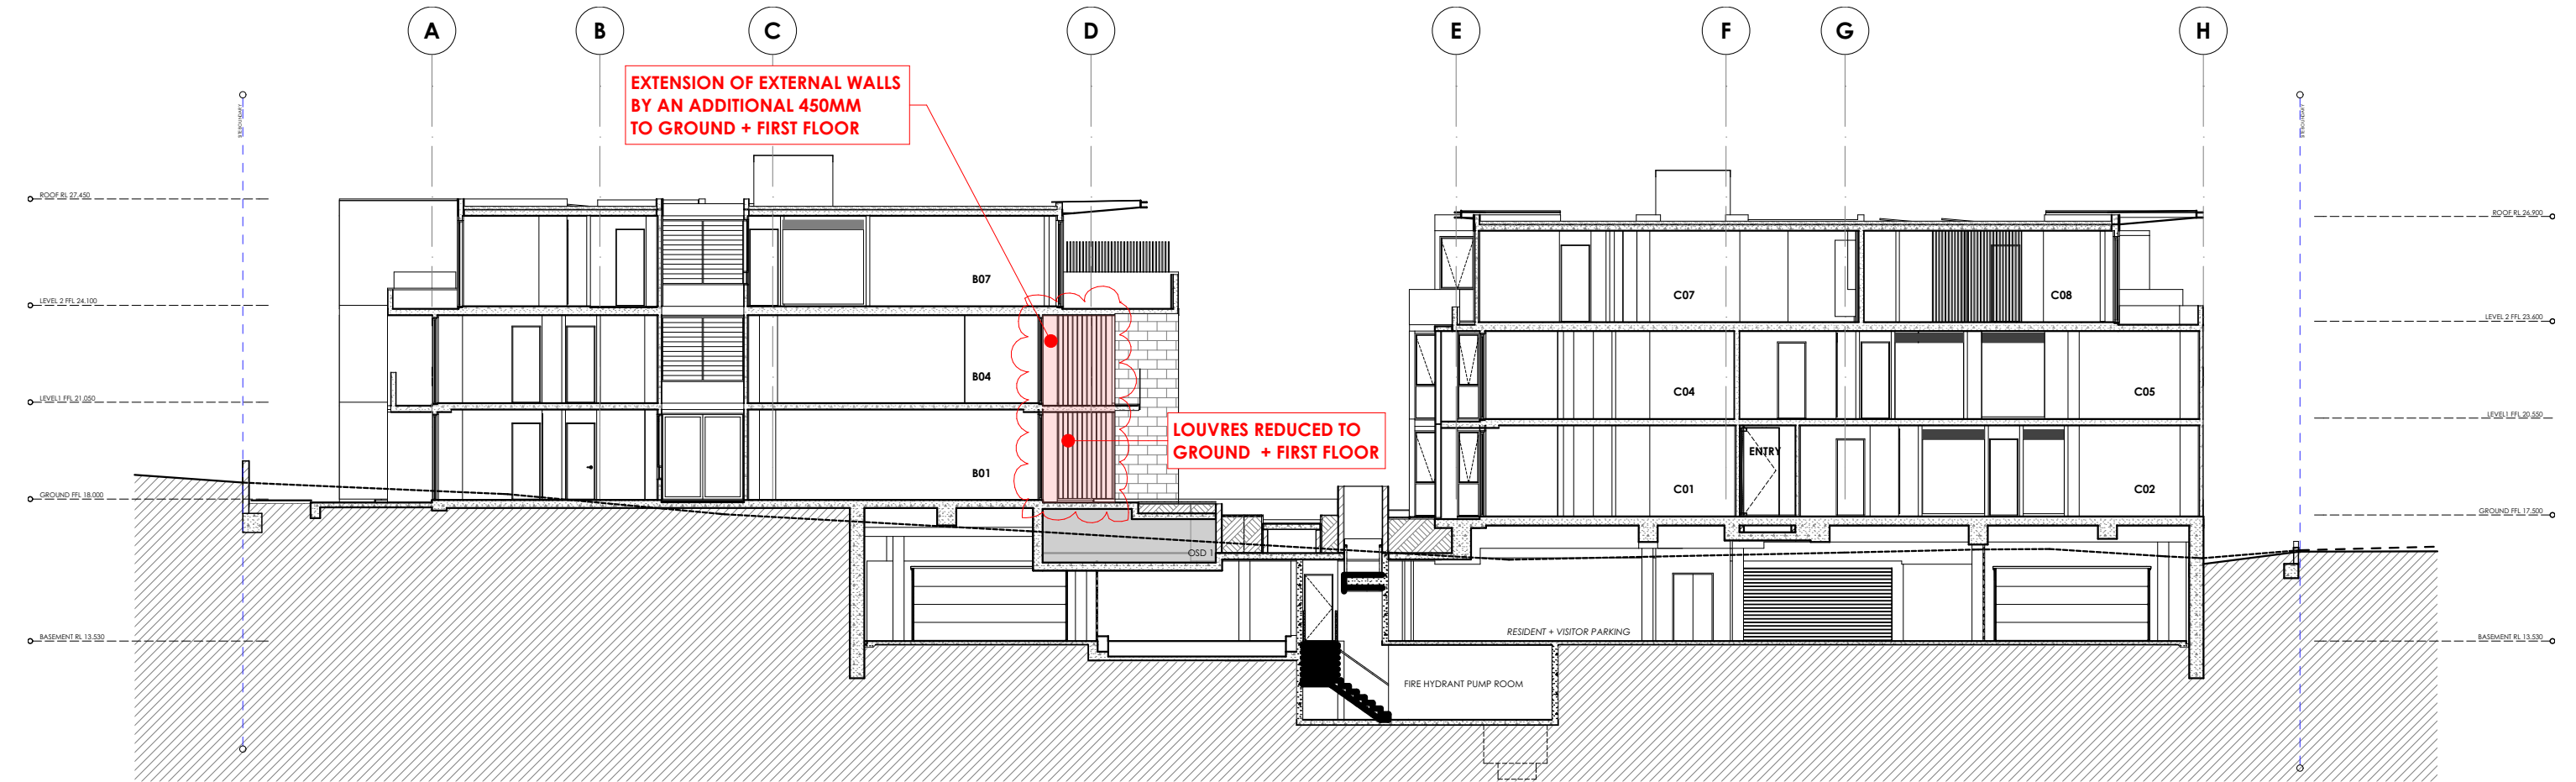 A
B
C
D
E
F
G
H
EXTENSION OF EXTERNAL WALLS
BY AN ADDITIONAL 450MM
TO GROUND + FIRST FLOOR
ROOF RL 27.450
ROOF RL 26.900
B07
C07
C08
LEVEL 2 FFL 24.100
LEVEL 2 FFL 23.600
B04
C04
C05
LEVEL1 FFL 21.050
LEVEL1 FFL 20.550
LOUVRES REDUCED TO
GROUND + FIRST FLOOR
ENTRY
B01
C01
C02
GROUND FFL 18.000
GROUND FFL 17.500
OSD 1
RESIDENT + VISITOR PARKING
BASEMENT RL 13.530
BASEMENT RL 13.530
FIRE HYDRANT PUMP ROOM